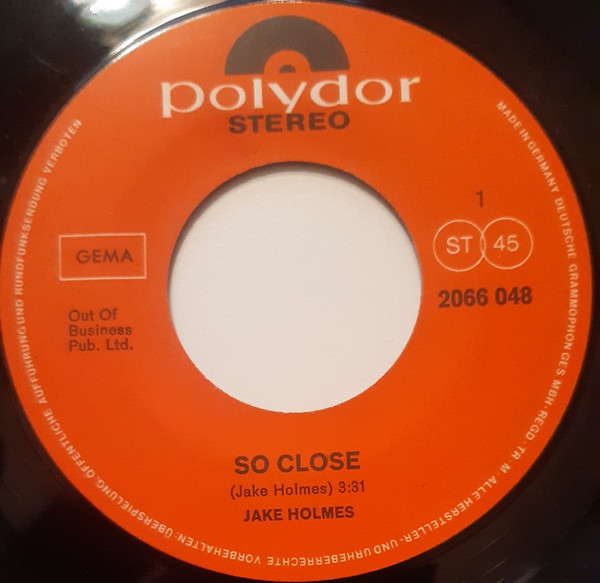 polydor
STEREO
1
GEMA
ST 45
2066 048
Out Of
Business
Pub. Ltd.
SO CLOSE
(Jake Holmes) 3:31
JAKE HOLMES
MADE IN GERMANY DEUTSCHE GRAMMOPHON GES MBH-REGD· TR· M· ALLE HERSTELLER- UND URHEBERRECHTE VORBEHALTEN· ÜBERSPIELUNG· ÖFFENTLICHE AUFFÜHRUNG UND RUNDFUNKSENDUNG VERBOTEN